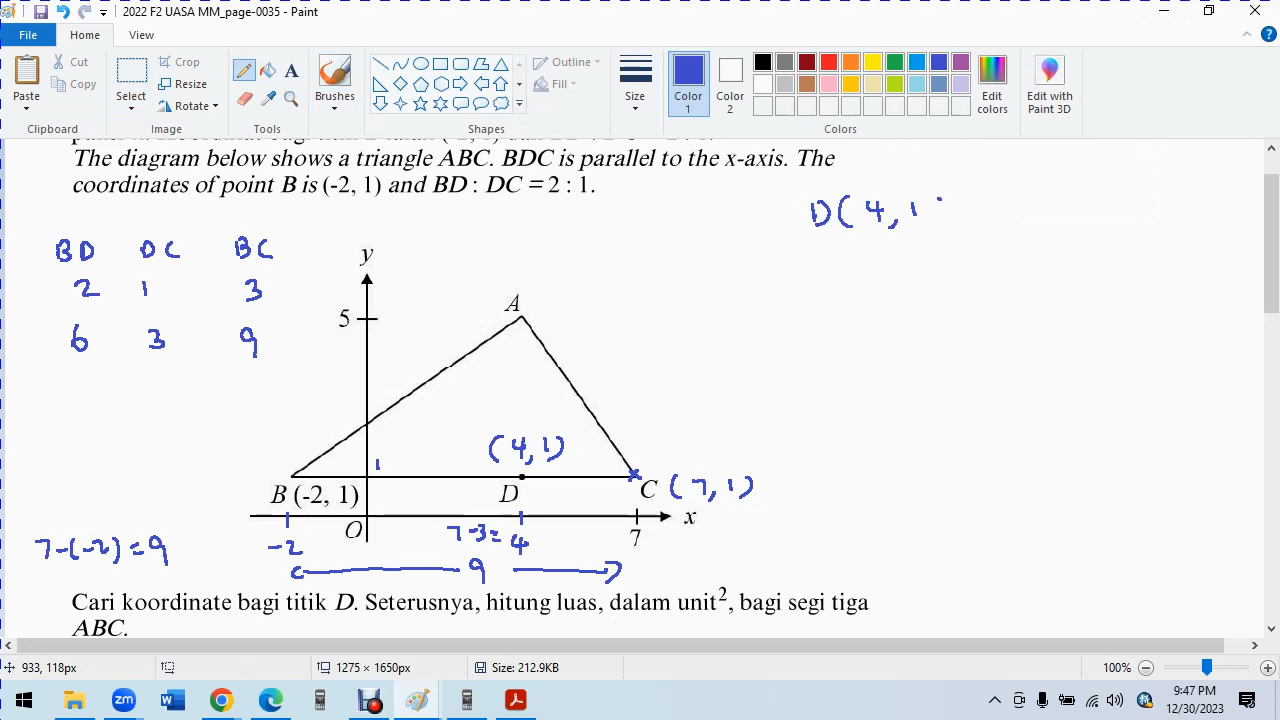 2022 F2 UASA MM_page-0035 - Paint
File Home View
Paste Cut Copy Clipboard
Select Crop Resize Rotate Image
A Tools
Brushes
Outline Fill Shapes
Size
Color 1 Color 2 Edit colors Colors
Edit with Paint 3D
The diagram below shows a triangle ABC. BDC is parallel to the x-axis. The
coordinates of point B is (-2, 1) and BD : DC = 2 : 1.
D( 4, 1
BD DC BC
2 1 3
6 3 9
y
5
A
(4, 1)
1
B (-2, 1) D C (7, 1)
O x
-2 7-3= 4 7
7-(-2) = 9
9
Cari koordinate bagi titik D. Seterusnya, hitung luas, dalam unit², bagi segi tiga
ABC.
933, 118px 1275 × 1650px Size: 212.9KB 100%
9:47 PM
12/30/2023